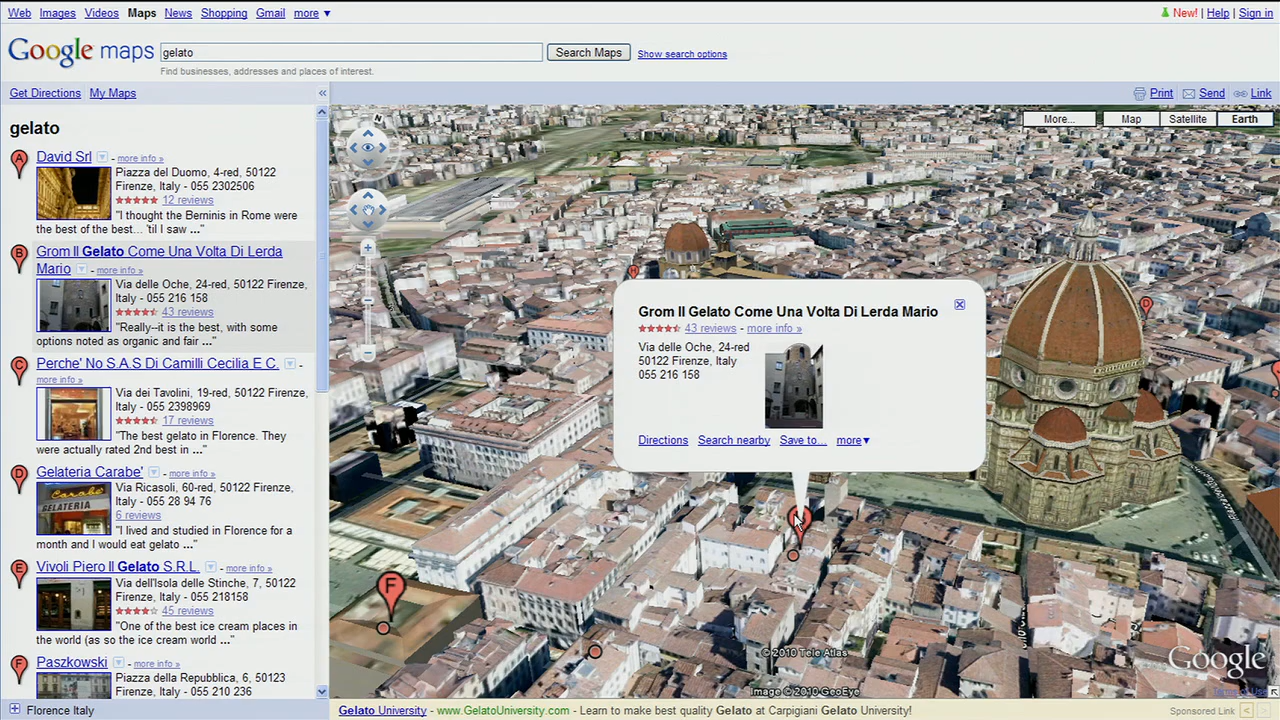 Web Images Videos Maps News Shopping Gmail more ▼
New! | Help | Sign in
Google maps
gelato
Search Maps
Show search options
Find businesses, addresses and places of interest.
Get Directions My Maps
«
Print Send Link
gelato
A
David Srl - more info »
Piazza del Duomo, 4-red, 50122
Firenze, Italy - 055 2302506
12 reviews
"I thought the Berninis in Rome were
the best of the best... 'til I saw ..."
B
Grom Il Gelato Come Una Volta Di Lerda
Mario - more info »
Via delle Oche, 24-red, 50122 Firenze,
Italy - 055 216 158
43 reviews
"Really--it is the best, with some
options noted as organic and fair ..."
C
Perche' No S.A.S Di Camilli Cecilia E C. -
more info »
Via dei Tavolini, 19-red, 50122 Firenze,
Italy - 055 2398969
17 reviews
"The best gelato in Florence. They
were actually rated 2nd best in ..."
D
Gelateria Carabe' - more info »
Carabe
GELATERIA
Via Ricasoli, 60-red, 50122 Firenze,
Italy - 055 28 94 76
6 reviews
"I lived and studied in Florence for a
month and I would eat gelato ..."
E
Vivoli Piero Il Gelato S.R.L. - more info »
Via dell'Isola delle Stinche, 7, 50122
Firenze, Italy - 055 218158
45 reviews
"One of the best ice cream places in
the world (as so the ice cream world ..."
F
Paszkowski - more info »
Piazza della Repubblica, 6, 50123
Firenze, Italy - 055 210 236
Florence Italy
N
More... Map Satellite Earth
H
D
Grom Il Gelato Come Una Volta Di Lerda Mario
43 reviews - more info »
Via delle Oche, 24-red
50122 Firenze, Italy
055 216 158
Directions Search nearby Save to... more▼
F
© 2010 Tele Atlas
Google
Image © 2010 GeoEye
Terms of Use
Gelato University - www.GelatoUniversity.com - Learn to make best quality Gelato at Carpigiani Gelato University!
Sponsored Link < >